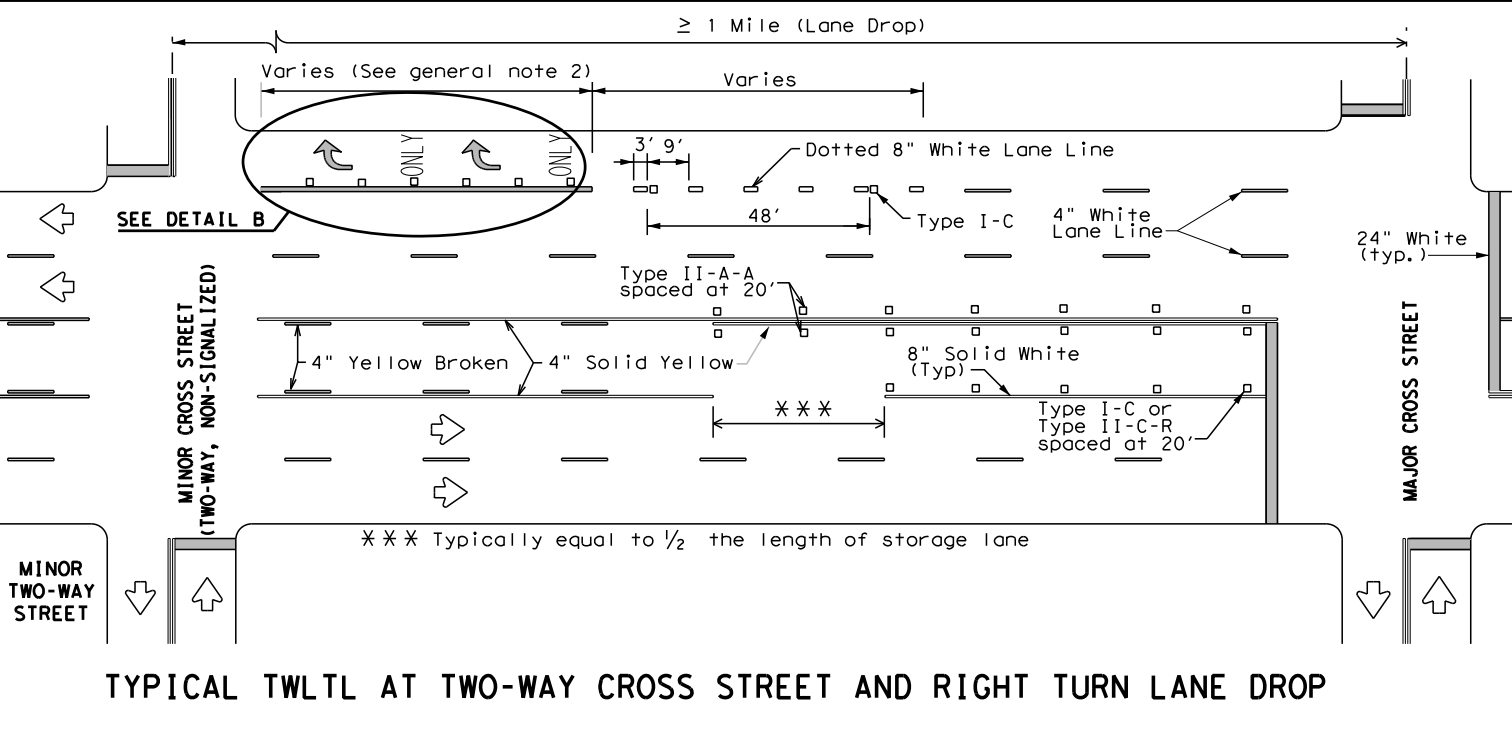 ≥ 1 Mile (Lane Drop)
Varies (See general note 2)
Varies
ONLY
ONLY
3' 9'
Dotted 8" White Lane Line
SEE DETAIL B
48'
Type I-C
4" White
Lane Line
24" White
(typ.)
Type II-A-A
spaced at 20'
MINOR CROSS STREET
(TWO-WAY, NON-SIGNALIZED)
4" Yellow Broken
4" Solid Yellow
8" Solid White
(Typ)
***
Type I-C or
Type II-C-R
spaced at 20'
MAJOR CROSS STREET
*** Typically equal to ½ the length of storage lane
MINOR
TWO-WAY
STREET
TYPICAL TWLTL AT TWO-WAY CROSS STREET AND RIGHT TURN LANE DROP